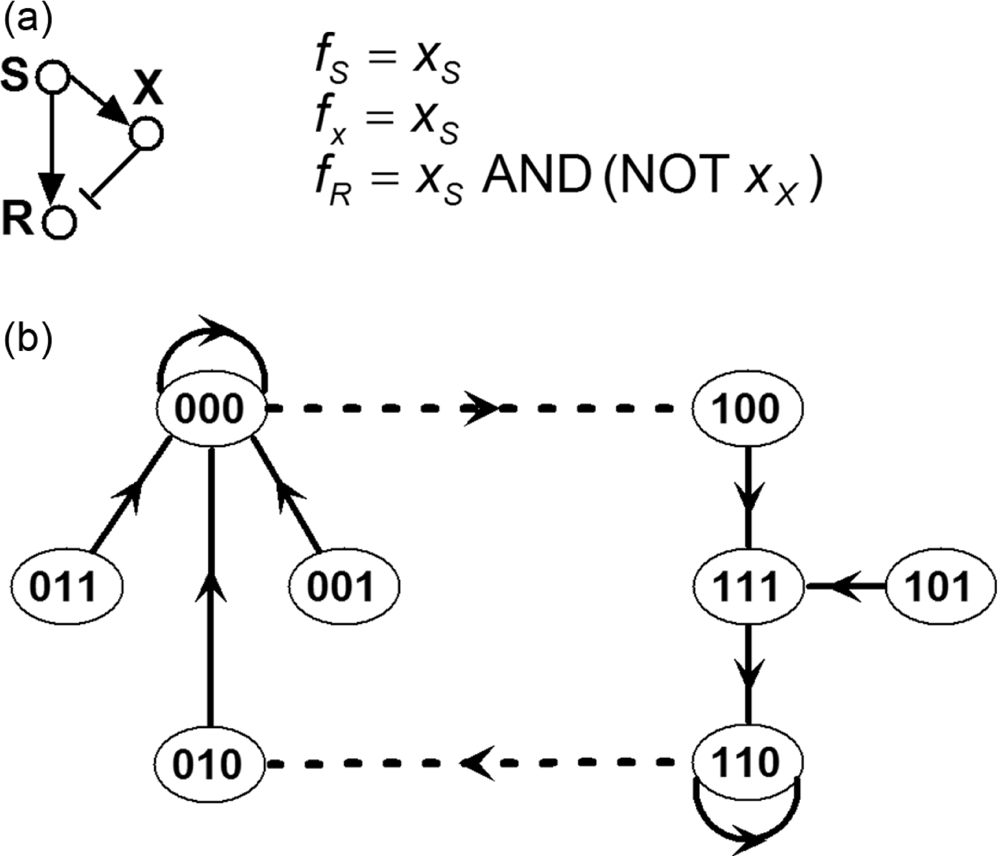 (a)
S
X
R
f_S = x_S
f_x = x_S
f_R = x_S AND (NOT x_X)
(b)
000
100
011
001
111
101
010
110